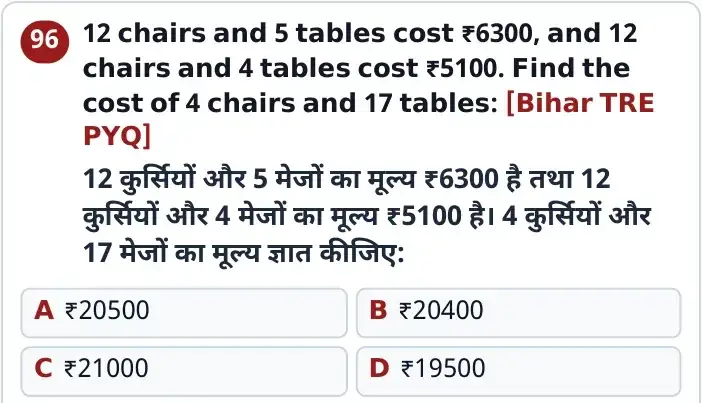 96 12 chairs and 5 tables cost ₹6300, and 12
chairs and 4 tables cost ₹5100. Find the
cost of 4 chairs and 17 tables: [Bihar TRE
PYQ]
12 कुर्सियों और 5 मेजों का मूल्य ₹6300 है तथा 12
कुर्सियों और 4 मेजों का मूल्य ₹5100 है। 4 कुर्सियों और
17 मेजों का मूल्य ज्ञात कीजिए:
A ₹20500
B ₹20400
C ₹21000
D ₹19500